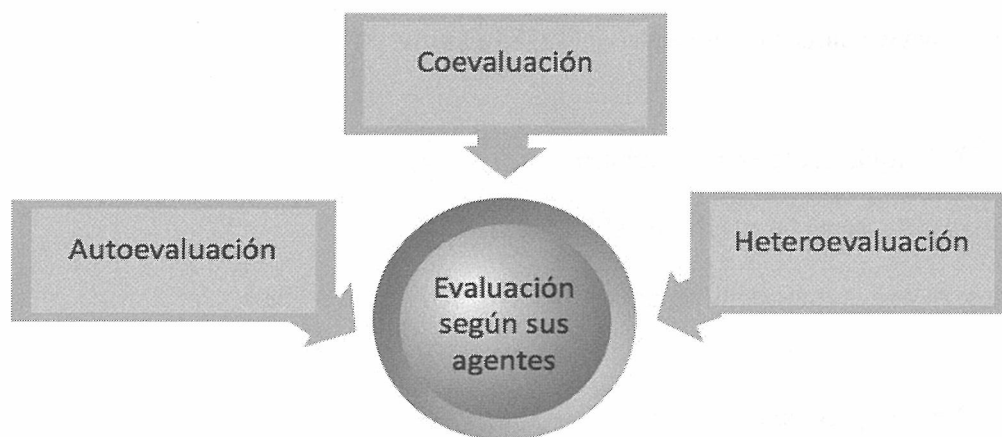 Coevaluación
Autoevaluación
Heteroevaluación
Evaluación
según sus
agentes